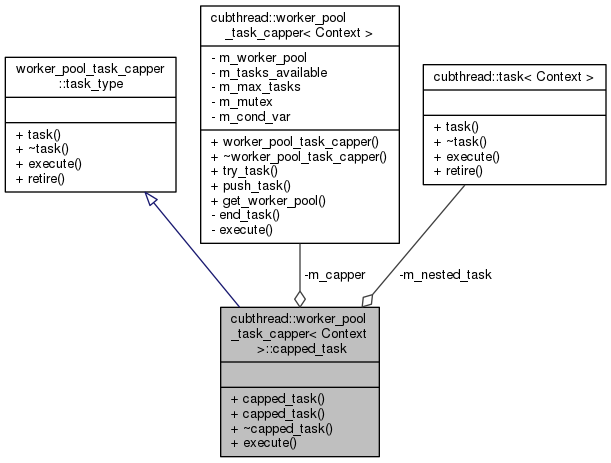 worker_pool_task_capper
::task_type
+ task()
+ ~task()
+ execute()
+ retire()
cubthread::worker_pool
_task_capper< Context >
- m_worker_pool
- m_tasks_available
- m_max_tasks
- m_mutex
- m_cond_var
+ worker_pool_task_capper()
+ ~worker_pool_task_capper()
+ try_task()
+ push_task()
+ get_worker_pool()
- end_task()
- execute()
cubthread::task< Context >
+ task()
+ ~task()
+ execute()
+ retire()
-m_capper
-m_nested_task
cubthread::worker_pool
_task_capper< Context
>::capped_task
+ capped_task()
+ capped_task()
+ ~capped_task()
+ execute()